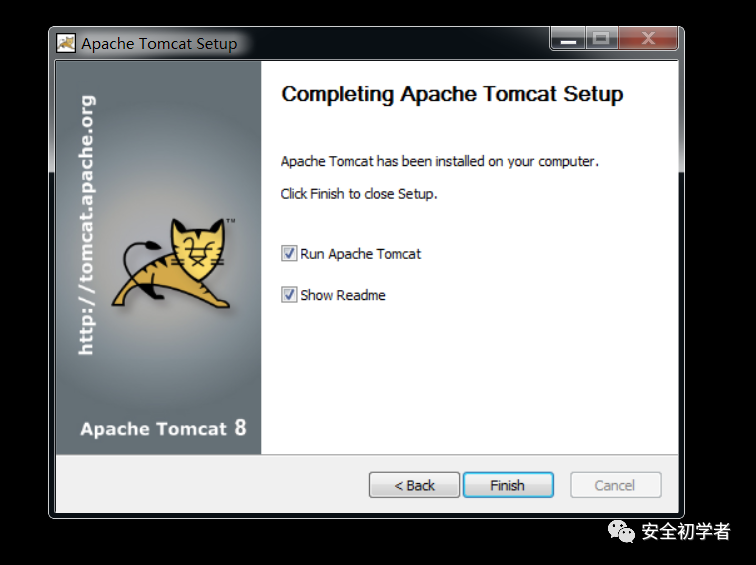 Apache Tomcat Setup
http://tomcat.apache.org
TM
Apache Tomcat 8
Completing Apache Tomcat Setup
Apache Tomcat has been installed on your computer.
Click Finish to close Setup.
Run Apache Tomcat
Show Readme
< Back
Finish
Cancel
安全初学者